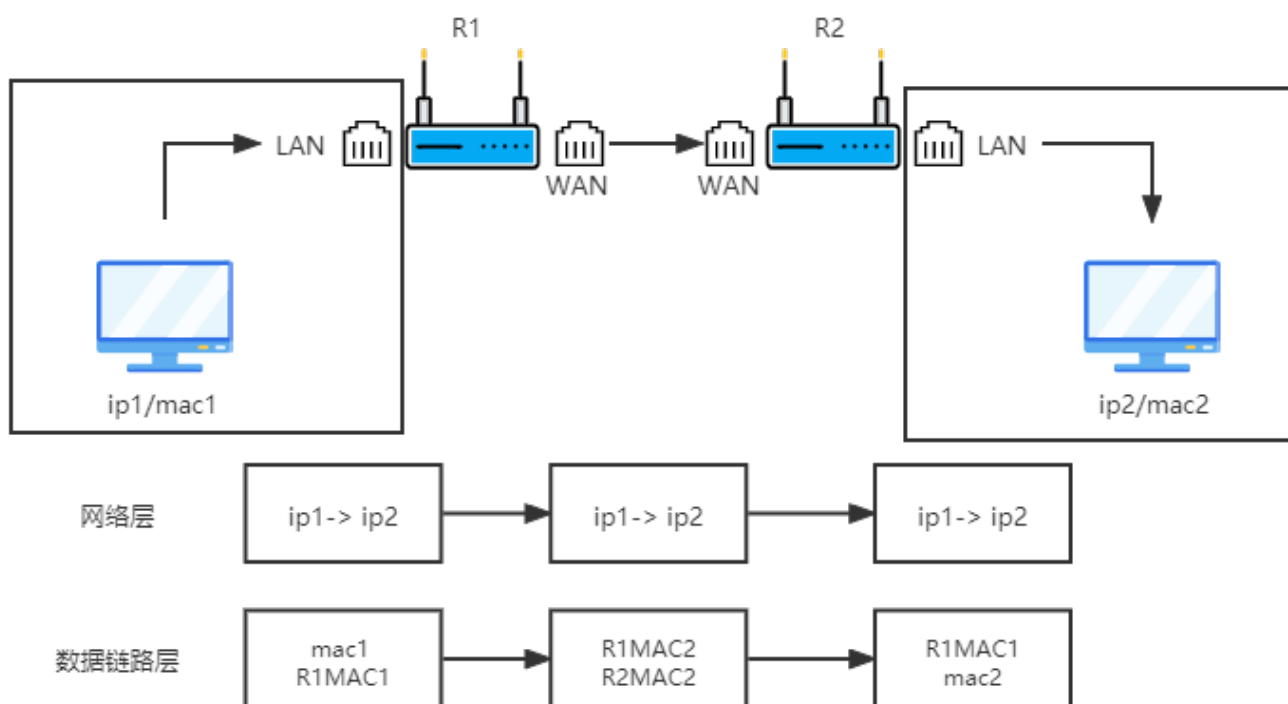 R1
R2
LAN
WAN
WAN
LAN
ip1/mac1
ip2/mac2
网络层
ip1-> ip2
ip1-> ip2
ip1-> ip2
数据链路层
mac1
R1MAC1
R1MAC2
R2MAC2
R1MAC1
mac2